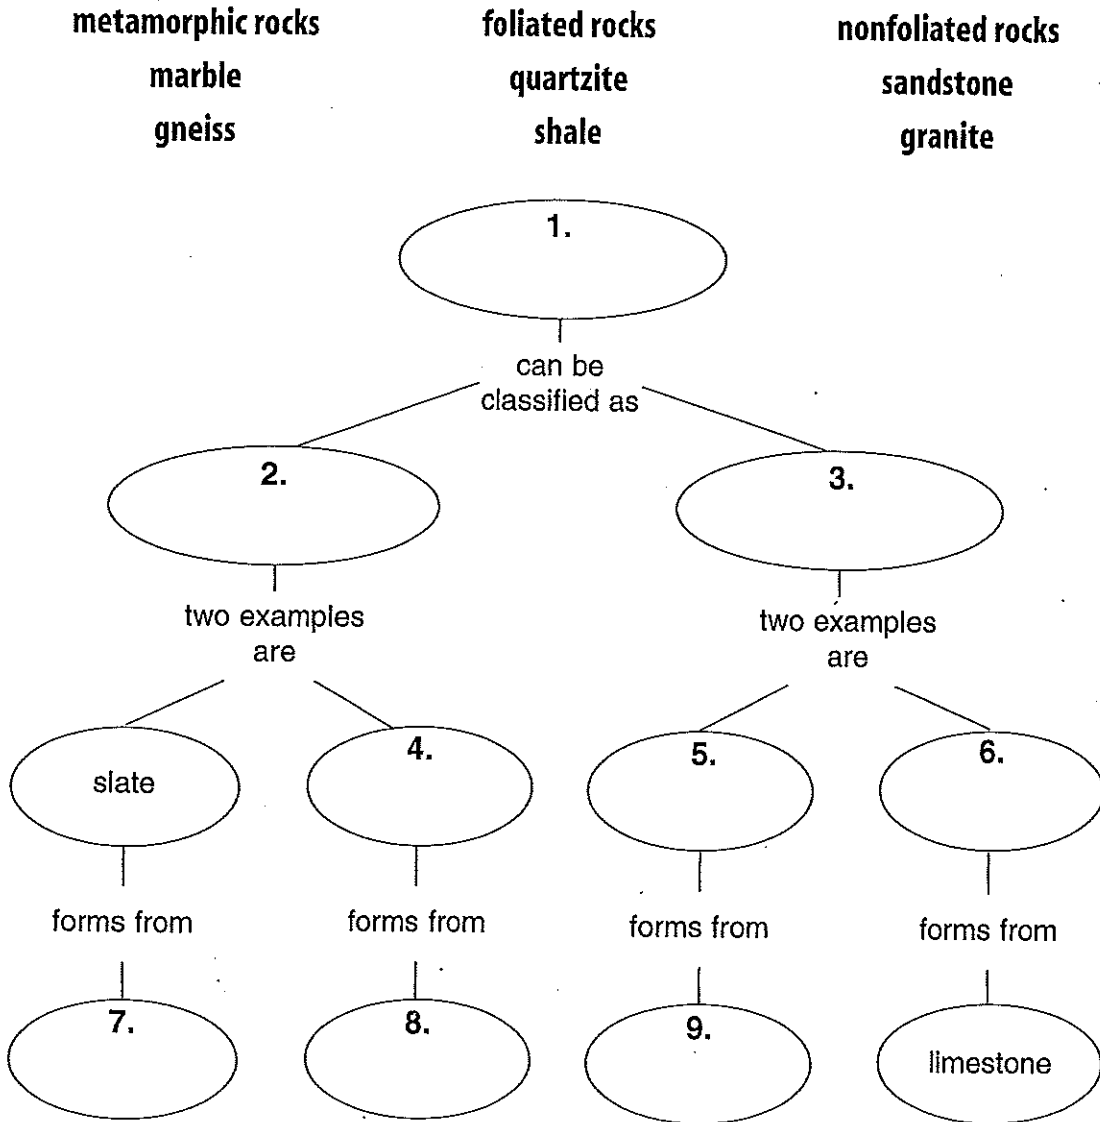 metamorphic rocks foliated rocks nonfoliated rocks
marble quartzite sandstone
gneiss shale granite
1.
can be
classified as
2. 3.
two examples two examples
are are
slate 4. 5. 6.
forms from forms from forms from forms from
7. 8. 9. limestone